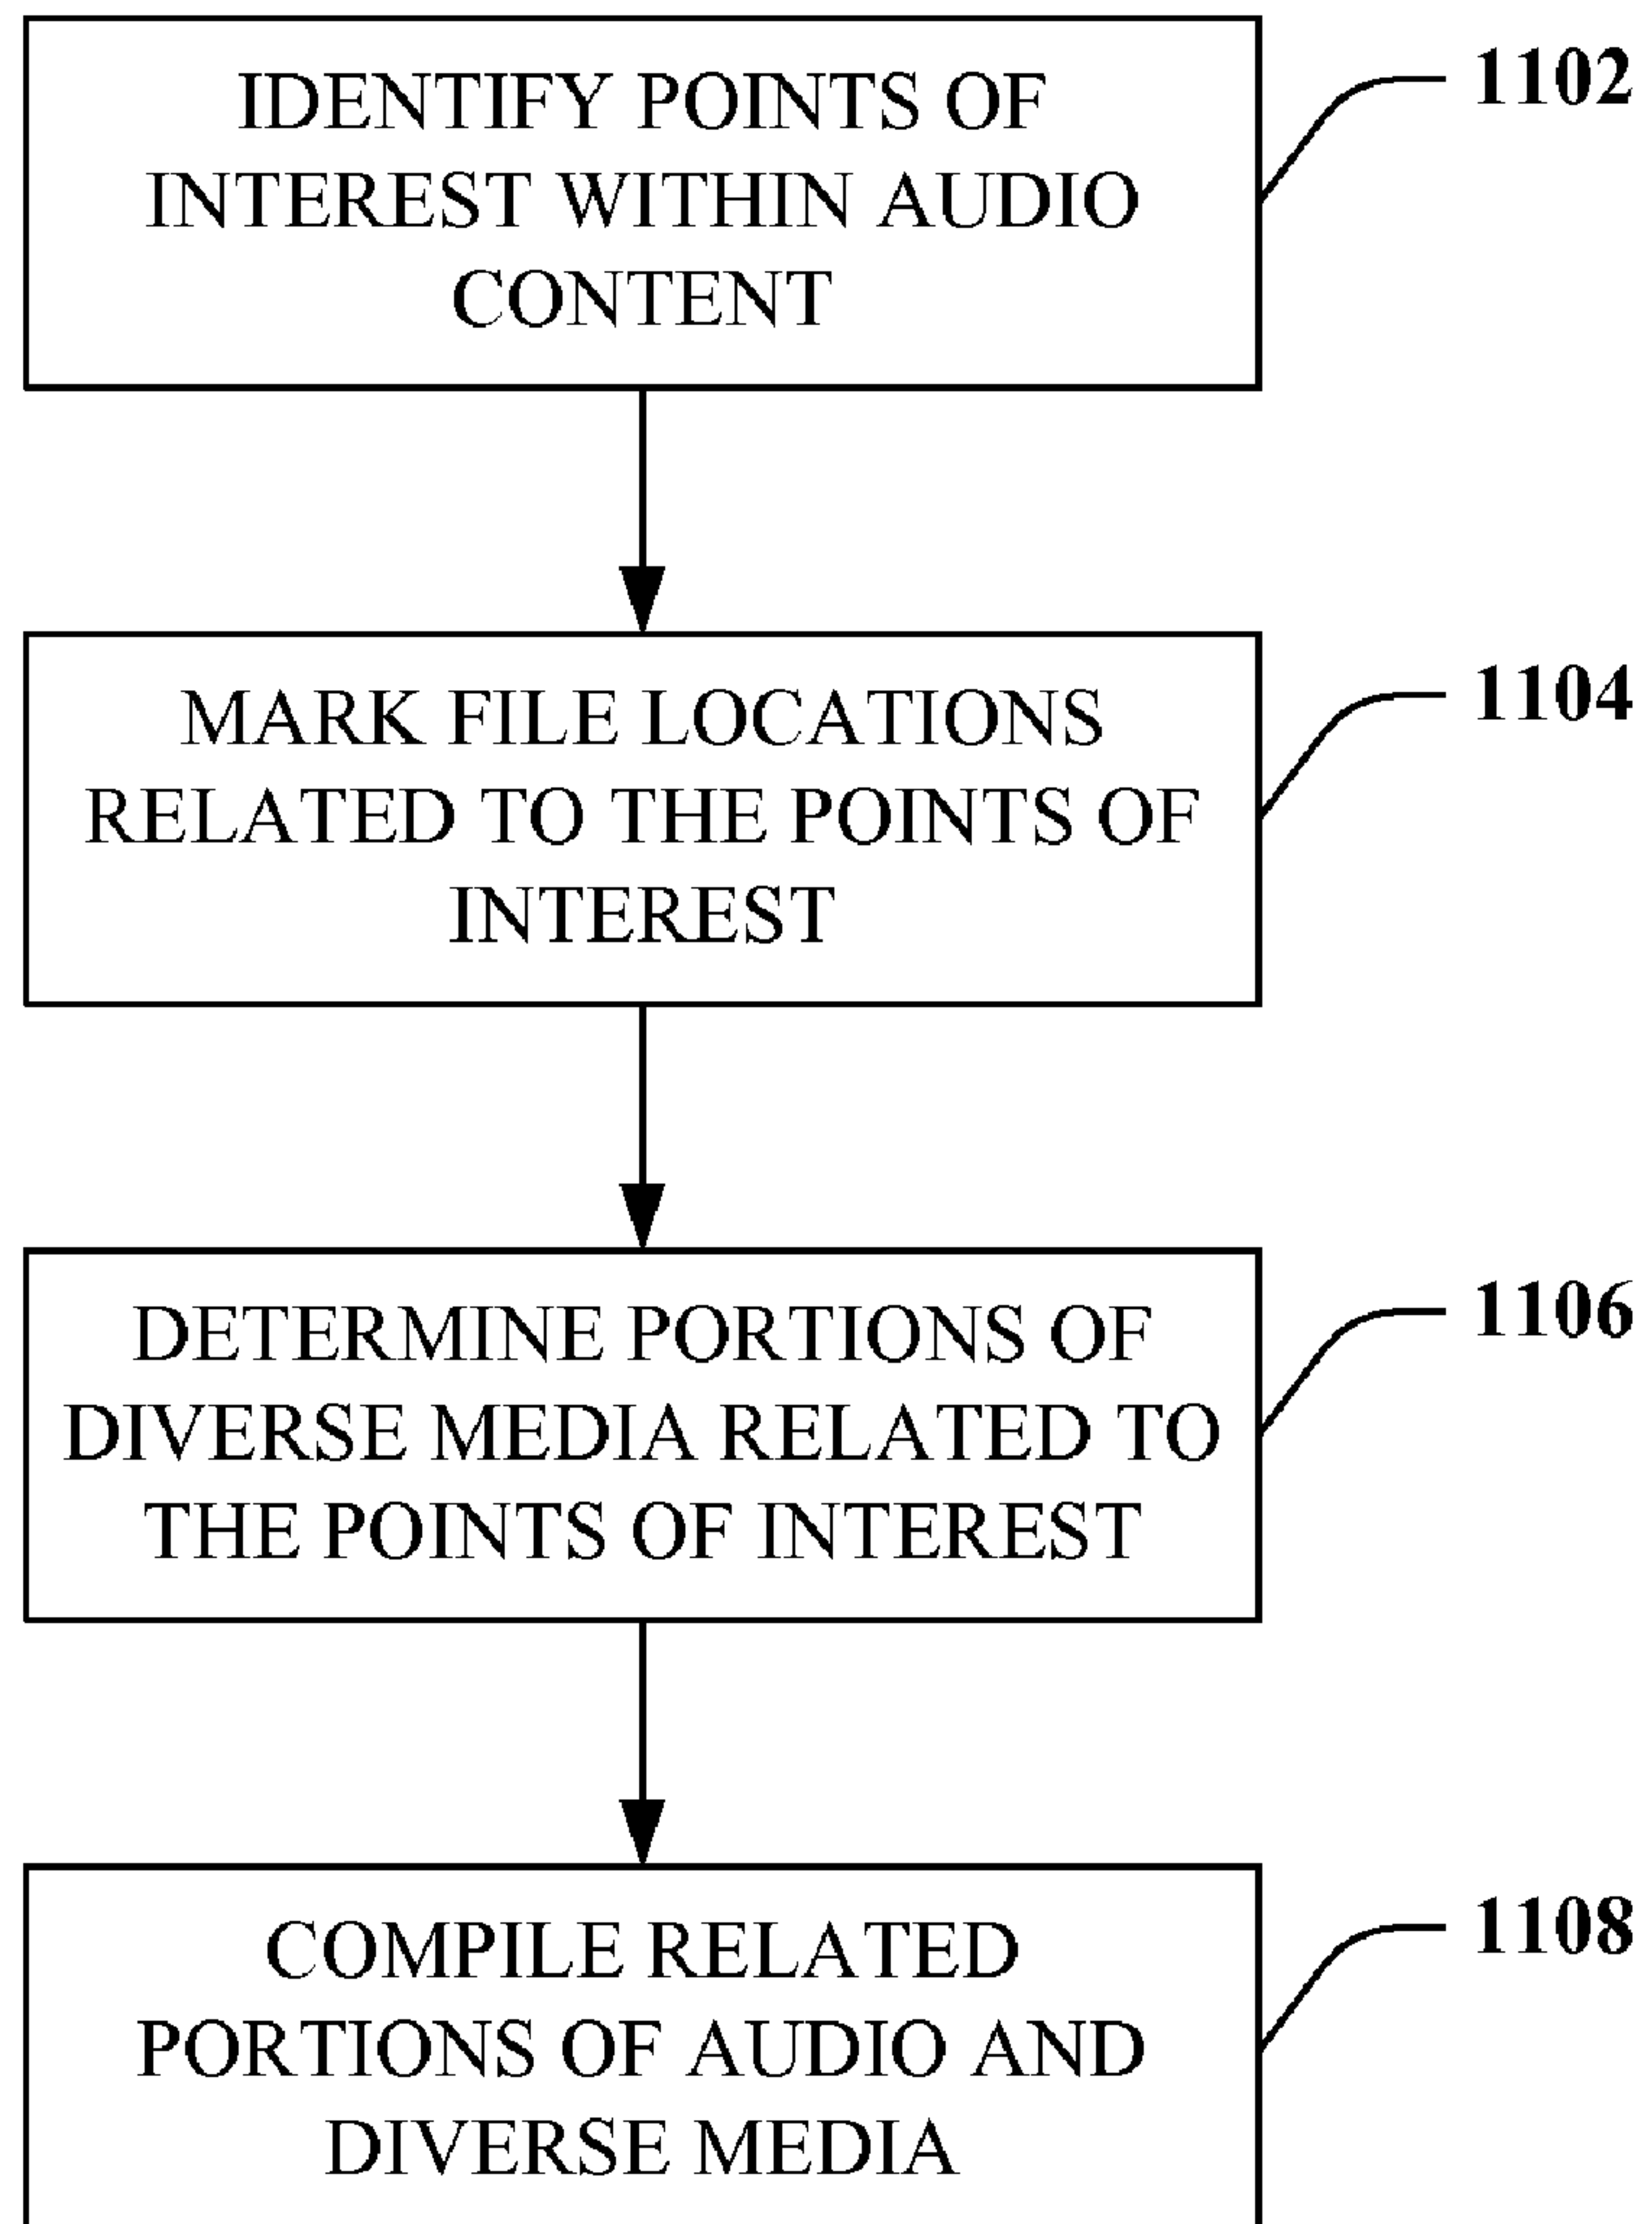 IDENTIFY POINTS OF
INTEREST WITHIN AUDIO
CONTENT
1102
MARK FILE LOCATIONS
RELATED TO THE POINTS OF
INTEREST
1104
DETERMINE PORTIONS OF
DIVERSE MEDIA RELATED TO
THE POINTS OF INTEREST
1106
COMPILE RELATED
PORTIONS OF AUDIO AND
DIVERSE MEDIA
1108